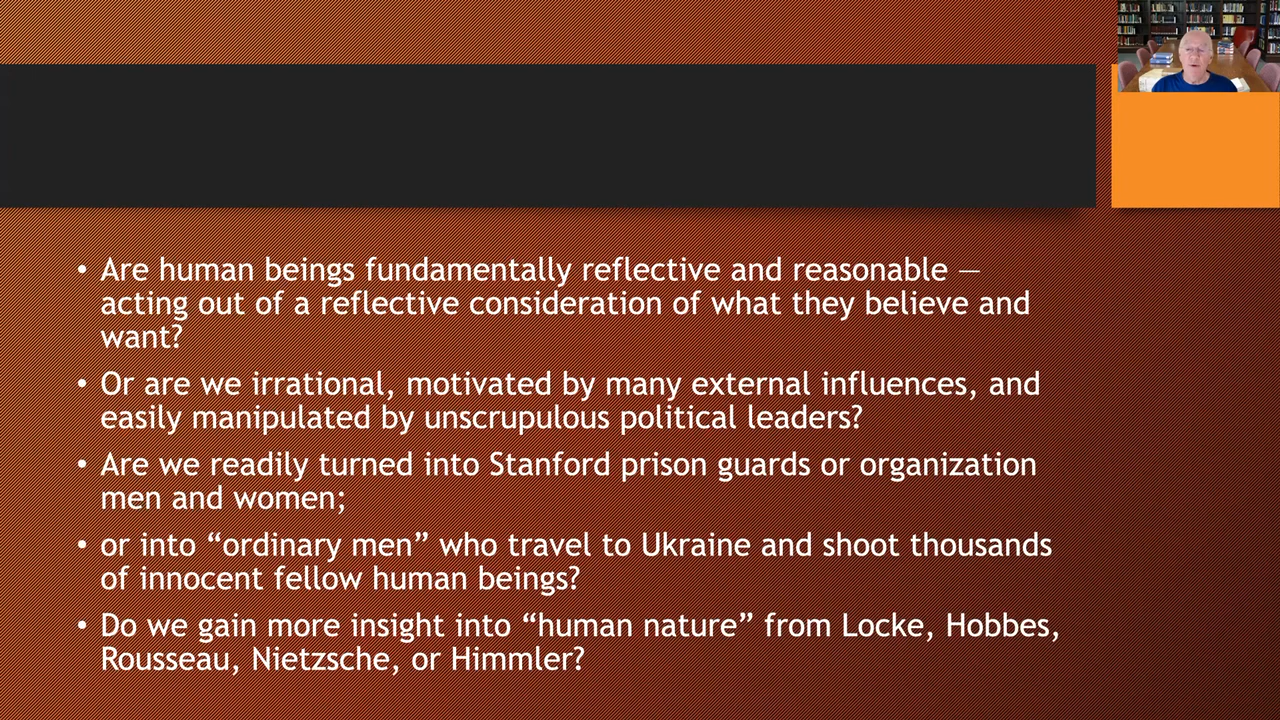 • Are human beings fundamentally reflective and reasonable —
acting out of a reflective consideration of what they believe and
want?
• Or are we irrational, motivated by many external influences, and
easily manipulated by unscrupulous political leaders?
• Are we readily turned into Stanford prison guards or organization
men and women;
• or into “ordinary men” who travel to Ukraine and shoot thousands
of innocent fellow human beings?
• Do we gain more insight into “human nature” from Locke, Hobbes,
Rousseau, Nietzsche, or Himmler?